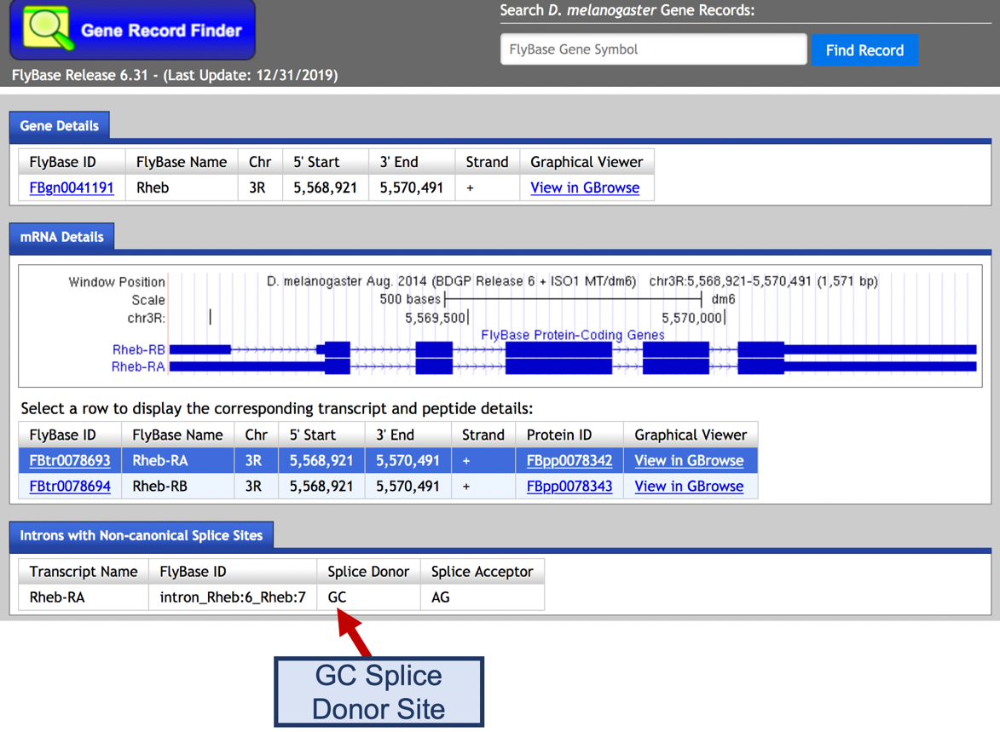 Gene Record Finder
Search D. melanogaster Gene Records:
FlyBase Gene Symbol
Find Record
FlyBase Release 6.31 - (Last Update: 12/31/2019)
Gene Details
FlyBase ID FlyBase Name Chr 5' Start 3' End Strand Graphical Viewer
FBgn0041191 Rheb 3R 5,568,921 5,570,491 + View in GBrowse
mRNA Details
Window Position D. melanogaster Aug. 2014 (BDGP Release 6 + ISO1 MT/dm6) chr3R:5,568,921-5,570,491 (1,571 bp)
Scale 500 bases dm6
chr3R: 5,569,500 5,570,000
FlyBase Protein-Coding Genes
Rheb-RB
Rheb-RA
Select a row to display the corresponding transcript and peptide details:
FlyBase ID FlyBase Name Chr 5' Start 3' End Strand Protein ID Graphical Viewer
FBtr0078693 Rheb-RA 3R 5,568,921 5,570,491 + FBpp0078342 View in GBrowse
FBtr0078694 Rheb-RB 3R 5,568,921 5,570,491 + FBpp0078343 View in GBrowse
Introns with Non-canonical Splice Sites
Transcript Name FlyBase ID Splice Donor Splice Acceptor
Rheb-RA intron_Rheb:6_Rheb:7 GC AG
GC Splice
Donor Site